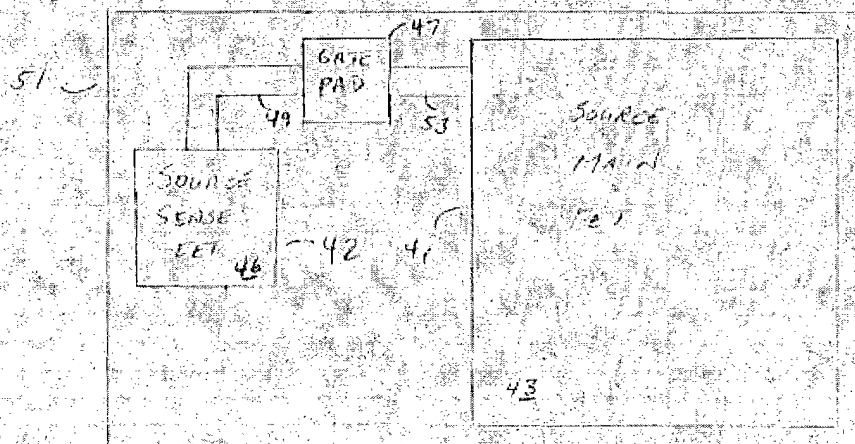 47
GATE
PAD
51
49
53
SOURCE
MAIN
FET
SOURCE
SENSE
FET
46
42
41
43